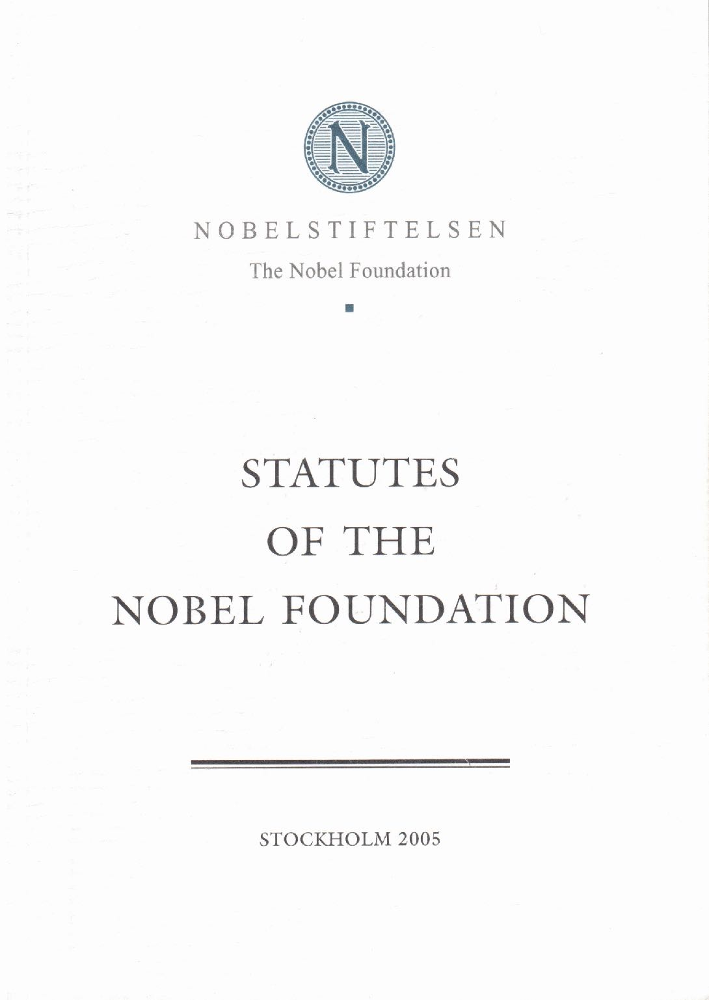 N
NOBELSTIFTELSEN
The Nobel Foundation
STATUTES
OF THE
NOBEL FOUNDATION
STOCKHOLM 2005